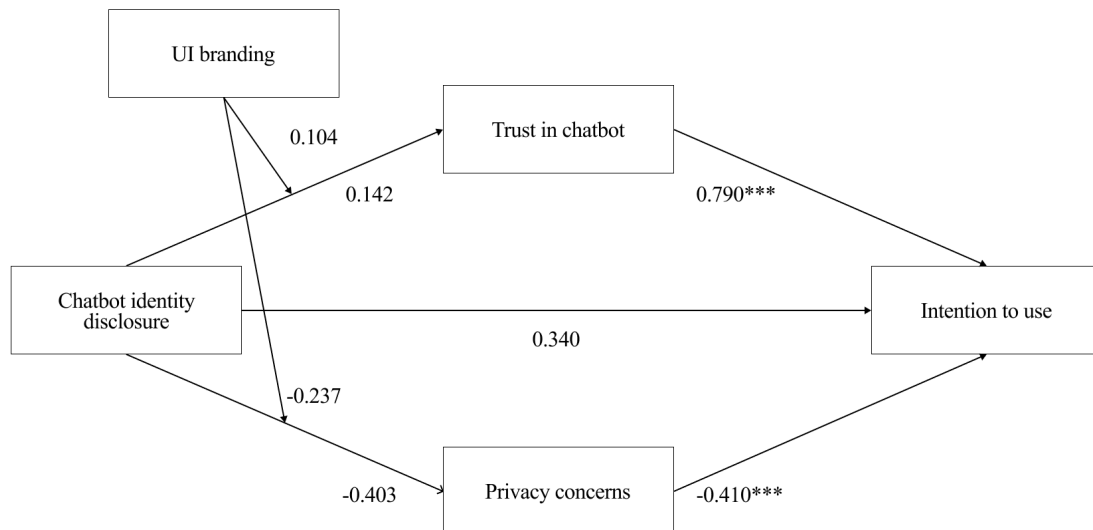 UI branding
0.104
Trust in chatbot
0.142
0.790***
Chatbot identity
disclosure
Intention to use
0.340
-0.237
-0.403
Privacy concerns
-0.410***